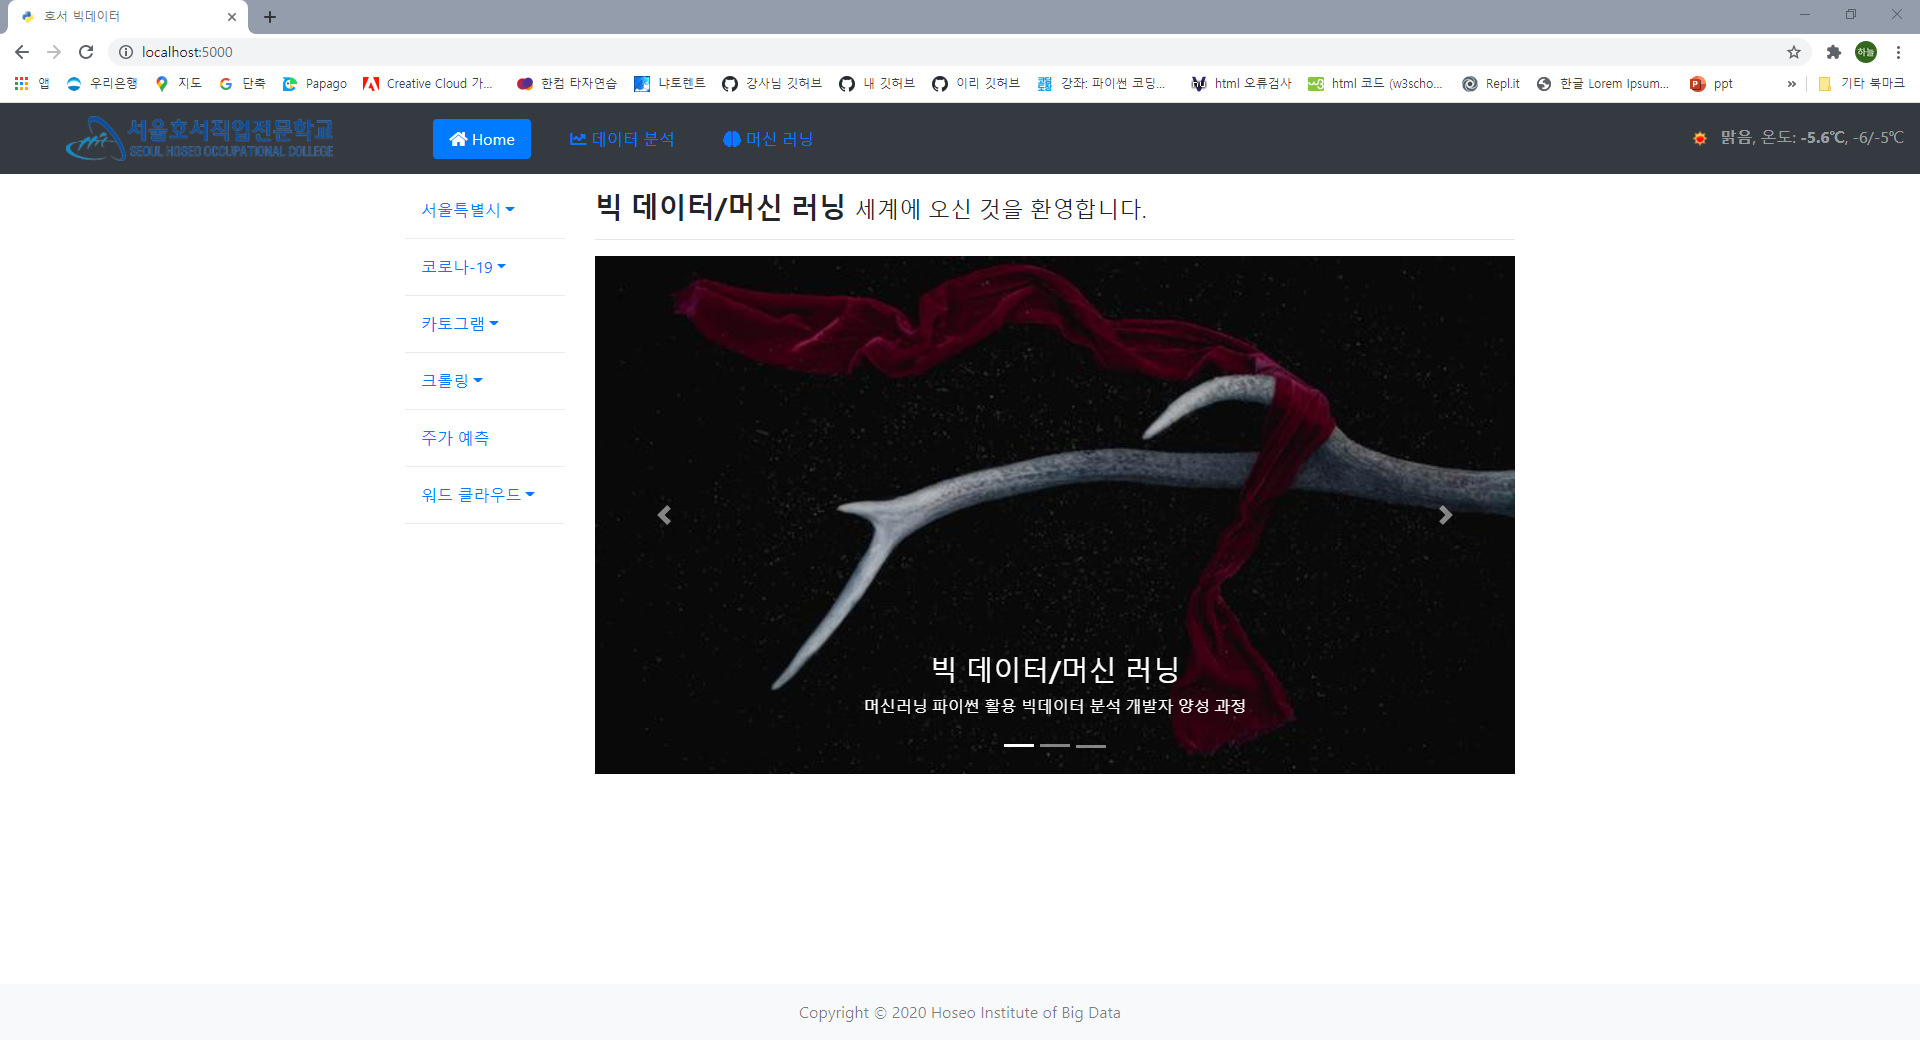 호서 빅데이터
localhost:5000
하늘
앱 우리은행 지도 단축 Papago Creative Cloud 가... 한컴 타자연습 냐토렌트 강사님 깃허브 내 깃허브 이리 깃허브 강좌: 파이썬 코딩... html 오류검사 html 코드 (w3scho... Repl.it 한글 Lorem Ipsum... ppt » 기타 북마크
서울호서직업전문학교
SEOUL HOSEO OCCUPATIONAL COLLEGE
Home 데이터 분석 머신 러닝
맑음, 온도: -5.6℃, -6/-5℃
서울특별시
코로나-19
카토그램
크롤링
주가 예측
워드 클라우드
빅 데이터/머신 러닝 세계에 오신 것을 환영합니다.
빅 데이터/머신 러닝
머신러닝 파이썬 활용 빅데이터 분석 개발자 양성 과정
Copyright © 2020 Hoseo Institute of Big Data